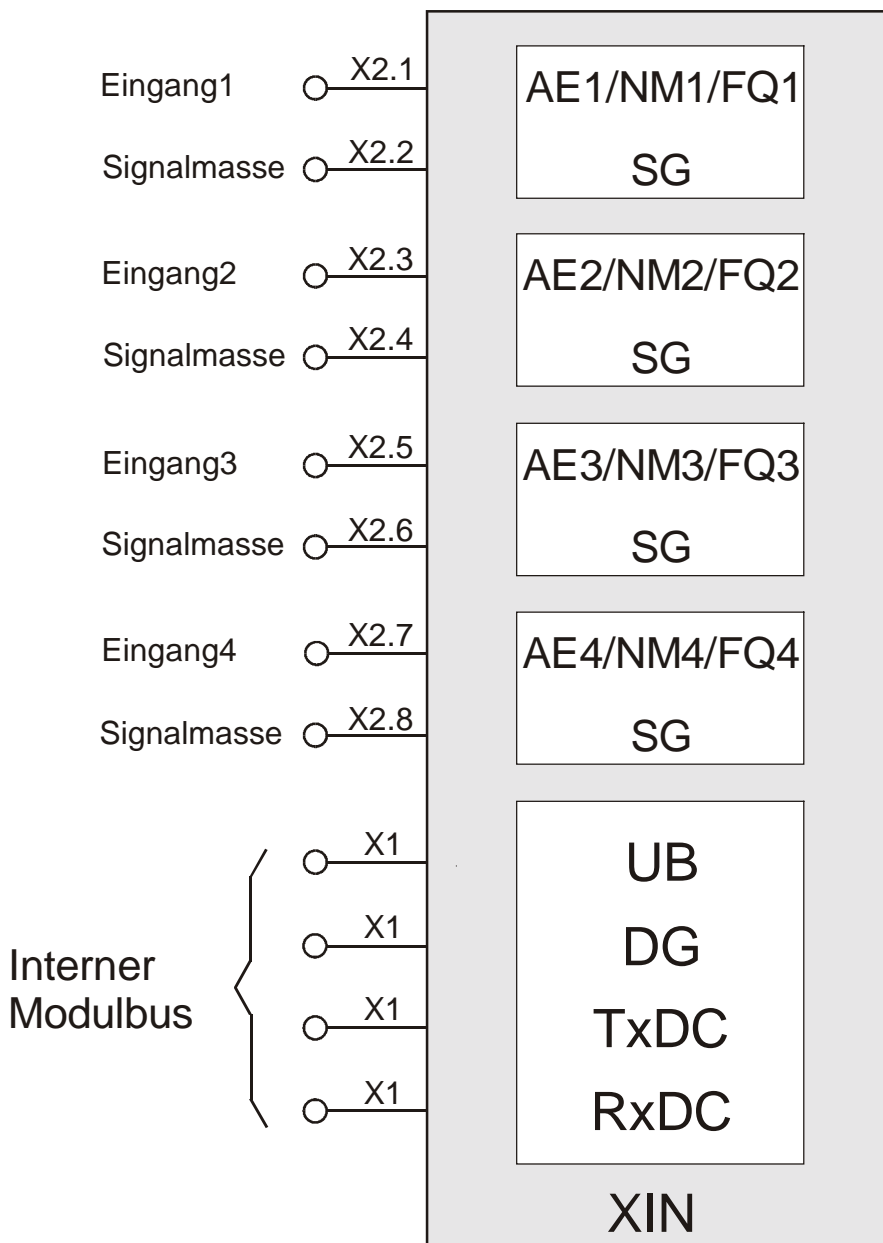 Eingang1 X2.1 AE1/NM1/FQ1
Signalmasse X2.2 SG
Eingang2 X2.3 AE2/NM2/FQ2
Signalmasse X2.4 SG
Eingang3 X2.5 AE3/NM3/FQ3
Signalmasse X2.6 SG
Eingang4 X2.7 AE4/NM4/FQ4
Signalmasse X2.8 SG
Interner
Modulbus
X1 UB
X1 DG
X1 TxDC
X1 RxDC
XIN